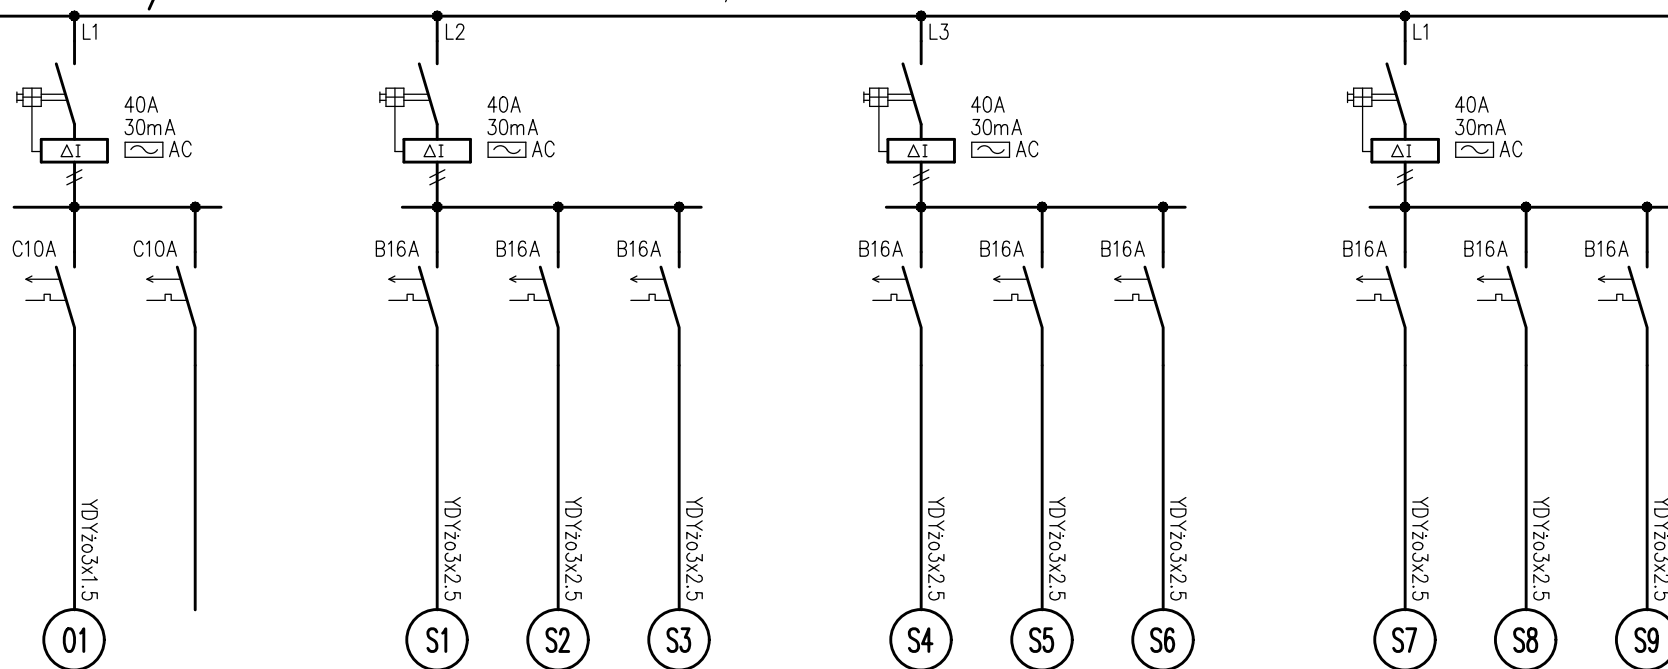 L1
L2
L3
L1
40A
30mA
AC
ΔI
40A
30mA
AC
ΔI
40A
30mA
AC
ΔI
40A
30mA
AC
ΔI
C10A
C10A
B16A
B16A
B16A
B16A
B16A
B16A
B16A
B16A
B16A
YDYżo3x1.5
YDYżo3x2.5
YDYżo3x2.5
YDYżo3x2.5
YDYżo3x2.5
YDYżo3x2.5
YDYżo3x2.5
YDYżo3x2.5
YDYżo3x2.5
YDYżo3x2.5
O1
S1
S2
S3
S4
S5
S6
S7
S8
S9